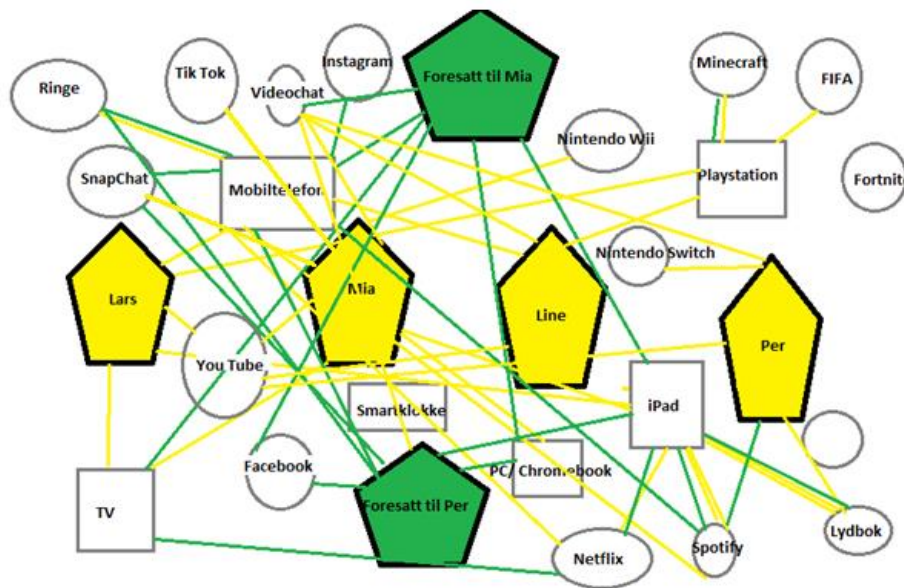 Ringe
Tik Tok
Videochat
Instagram
Foresatt til Mia
Minecraft
FIFA
SnapChat
Mobiltelefon
Nintendo Wii
Playstation
Fortnite
Lars
Mia
Line
Nintendo Switch
Per
You Tube
Smartklokke
iPad
Facebook
PC/ Chromebook
TV
Foresatt til Per
Netflix
Spotify
Lydbok